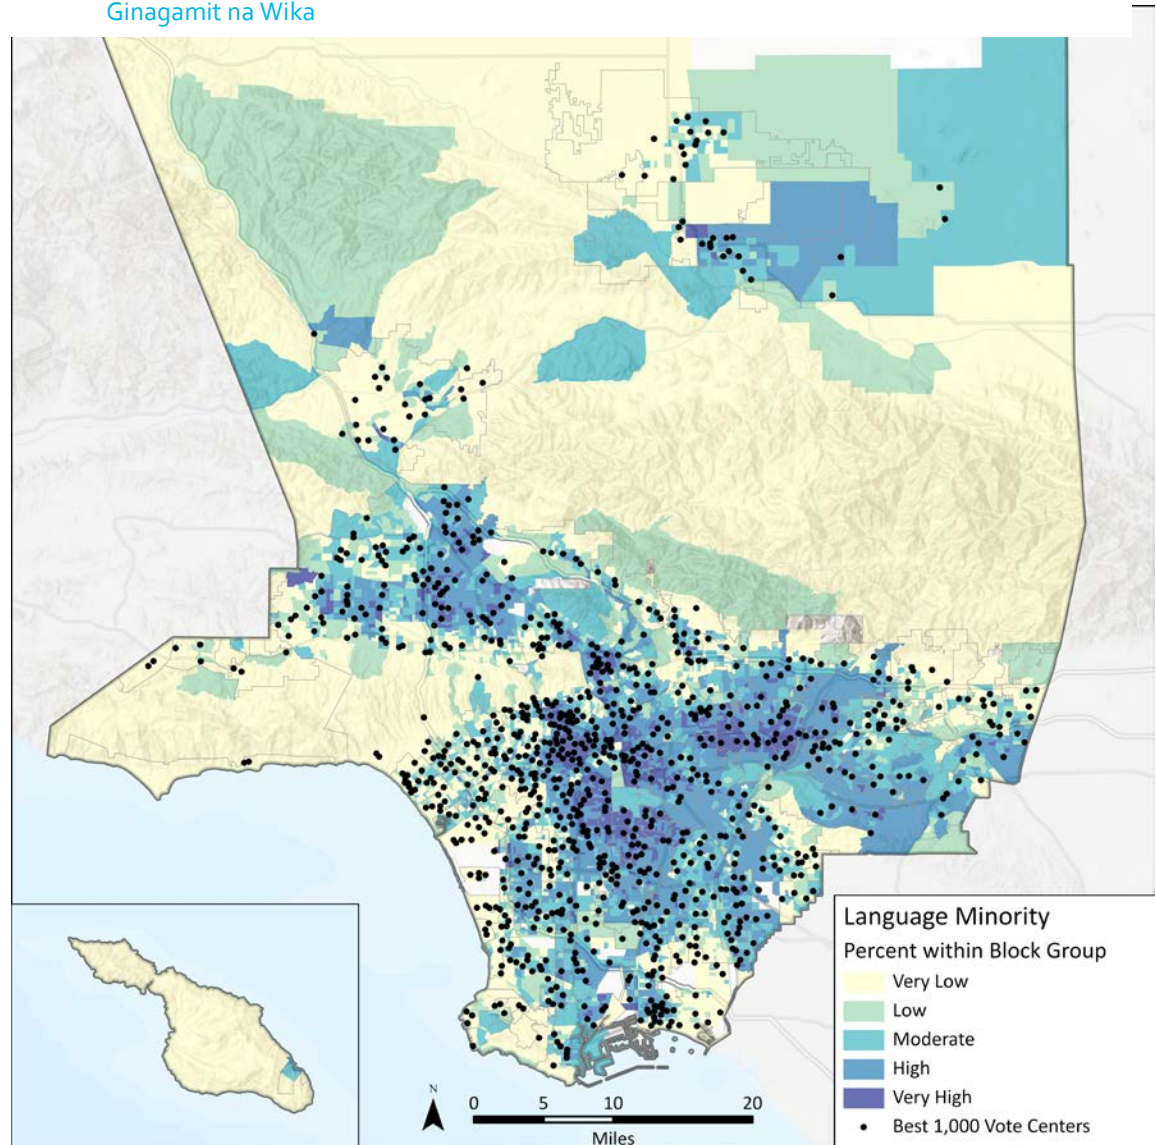 Ginagamit na Wika
Language Minority
Percent within Block Group
Very Low
Low
Moderate
High
Very High
Best 1,000 Vote Centers
N
0 5 10 20
Miles